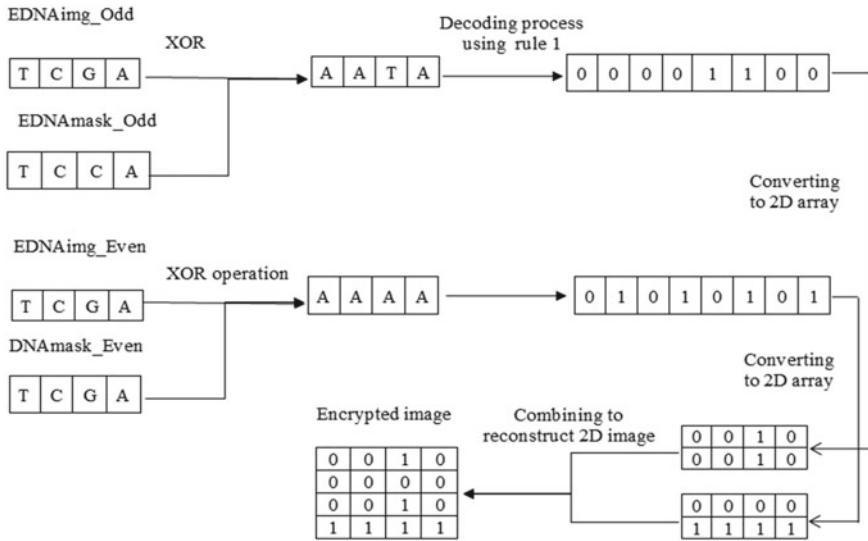 EDNAimg_Odd
XOR
Decoding process
using rule 1
T C G A
A A T A
0 0 0 0 1 1 0 0
EDNAmask_Odd
T C C A
Converting
to 2D array
EDNAimg_Even
XOR operation
T C G A
A A A A
0 1 0 1 0 1 0 1
DNAmask_Even
T C G A
Converting
to 2D array
Encrypted image
Combining to
reconstruct 2D image
0 0 1 0
0 0 0 0
0 0 1 0
1 1 1 1
0 0 1 0
0 0 1 0
0 0 0 0
1 1 1 1